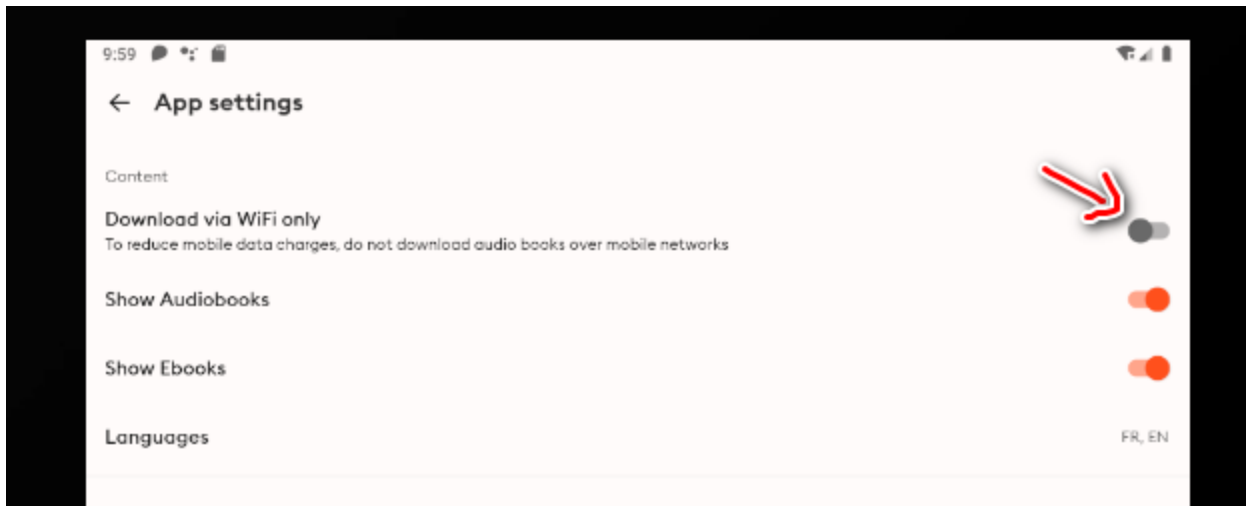 9:59
App settings
Content
Download via WiFi only
To reduce mobile data charges, do not download audio books over mobile networks
Show Audiobooks
Show Ebooks
Languages
FR, EN